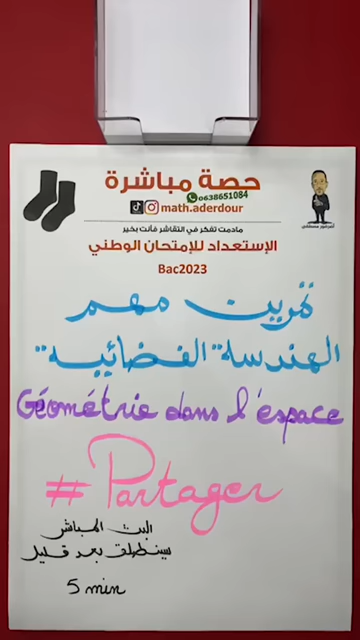 حصة مباشرة
0638651084
math.aderdour
مادمت تفكر في التقاشر فأنت بخير
الإستعداد للإمتحان الوطني
Bac2023
تمرين مهم
الهندسة "الفضائية"
Géométrie dans l'espace
#Partager
البث المباشر
سينطلق بعد قليل
5 min